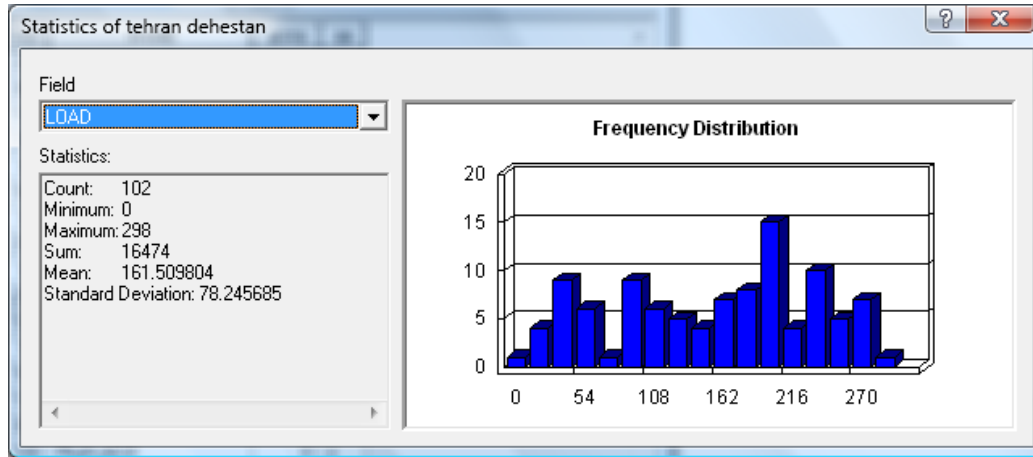 Statistics of tehran dehestan
Field
LOAD
Statistics:
Count: 102
Minimum: 0
Maximum: 298
Sum: 16474
Mean: 161.509804
Standard Deviation: 78.245685
Frequency Distribution
20
15
10
5
0
0 54 108 162 216 270